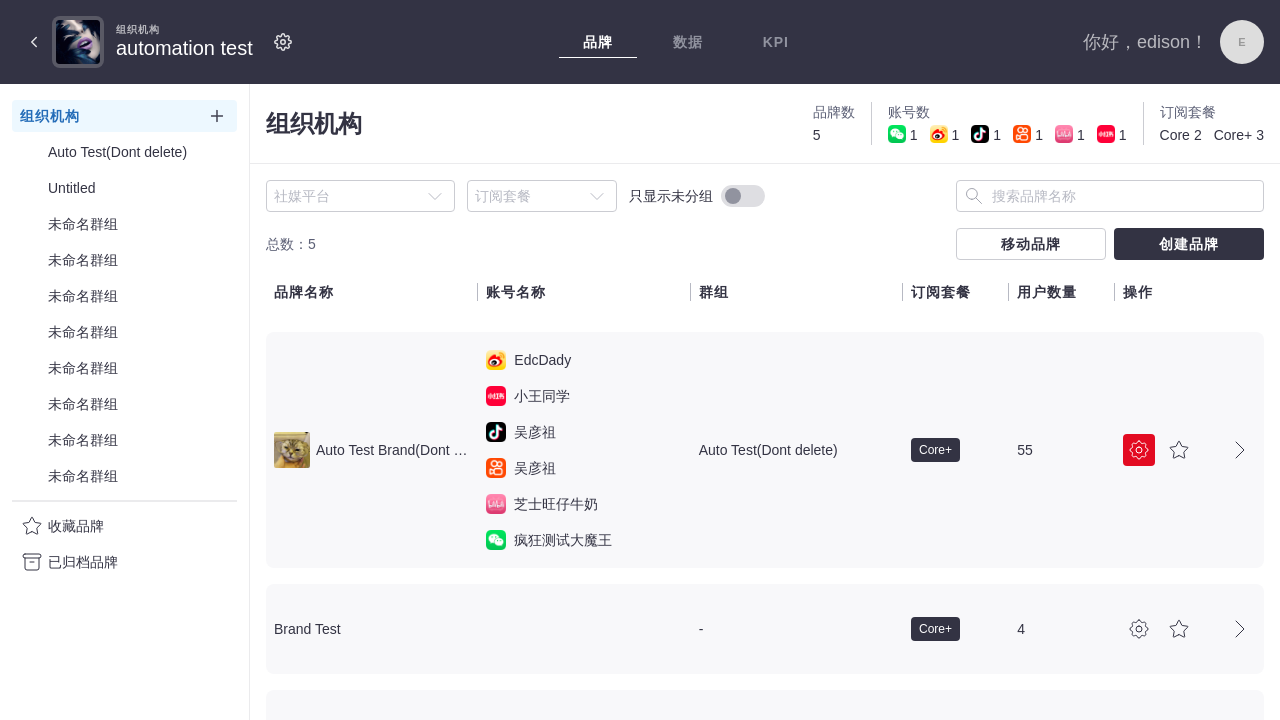 组织机构
automation test
品牌
数据
KPI
你好，edison！
E
组织机构
Auto Test(Dont delete)
Untitled
未命名群组
未命名群组
未命名群组
未命名群组
未命名群组
未命名群组
未命名群组
未命名群组
收藏品牌
已归档品牌
组织机构
品牌数
5
账号数
1 1 1 1 1 1
订阅套餐
Core 2 Core+ 3
社媒平台
订阅套餐
只显示未分组
搜索品牌名称
总数：5
移动品牌
创建品牌
品牌名称 账号名称 群组 订阅套餐 用户数量 操作
Auto Test Brand(Dont …
EdcDady
小王同学
吴彦祖
吴彦祖
芝士旺仔牛奶
疯狂测试大魔王
Auto Test(Dont delete)
Core+
55
Brand Test
-
Core+
4